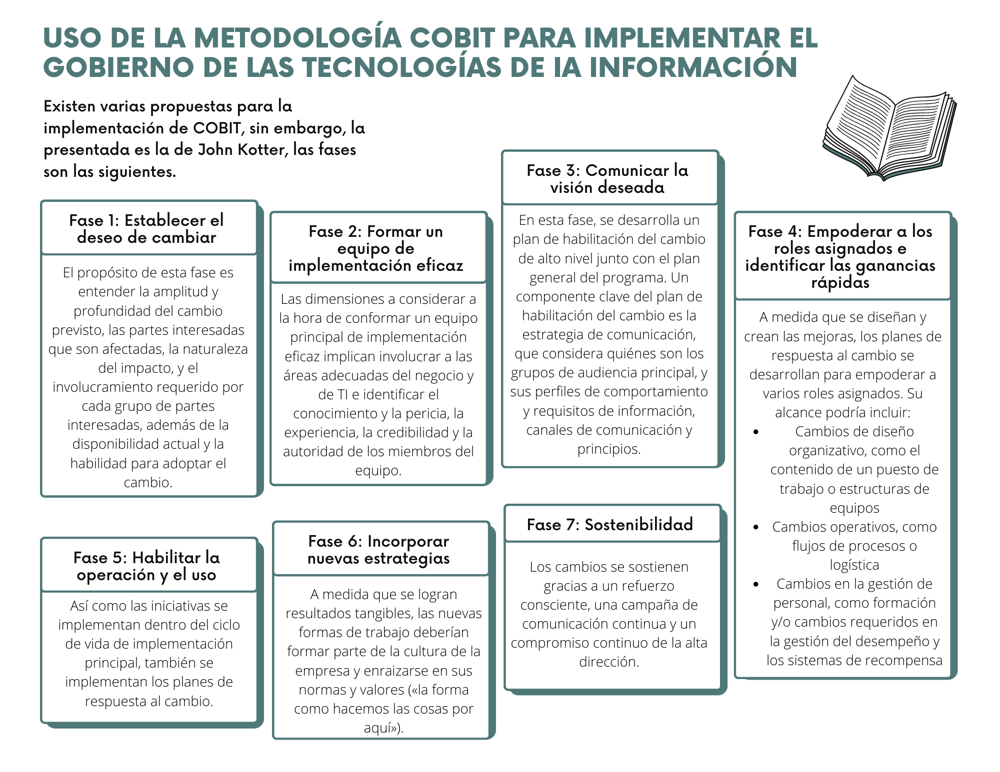 USO DE LA METODOLOGÍA COBIT PARA IMPLEMENTAR EL
GOBIERNO DE LAS TECNOLOGÍAS DE IA INFORMACIÓN
Existen varias propuestas para la
implementación de COBIT, sin embargo, la
presentada es la de John Kotter, las fases
son las siguientes.
Fase 1: Establecer el
deseo de cambiar
El propósito de esta fase es
entender la amplitud y
profundidad del cambio
previsto, las partes interesadas
que son afectadas, la naturaleza
del impacto, y el
involucramiento requerido por
cada grupo de partes
interesadas, además de la
disponibilidad actual y la
habilidad para adoptar el
cambio.
Fase 2: Formar un
equipo de
implementación eficaz
Las dimensiones a considerar a
la hora de conformar un equipo
principal de implementación
eficaz implican involucrar a las
áreas adecuadas del negocio y
de TI e identificar el
conocimiento y la pericia, la
experiencia, la credibilidad y la
autoridad de los miembros del
equipo.
Fase 3: Comunicar la
visión deseada
En esta fase, se desarrolla un
plan de habilitación del cambio
de alto nivel junto con el plan
general del programa. Un
componente clave del plan de
habilitación del cambio es la
estrategia de comunicación,
que considera quiénes son los
grupos de audiencia principal, y
sus perfiles de comportamiento
y requisitos de información,
canales de comunicación y
principios.
Fase 4: Empoderar a los
roles asignados e
identificar las ganancias
rápidas
A medida que se diseñan y
crean las mejoras, los planes de
respuesta al cambio se
desarrollan para empoderar a
varios roles asignados. Su
alcance podría incluir:
• Cambios de diseño
organizativo, como el
contenido de un puesto de
trabajo o estructuras de
equipos
• Cambios operativos, como
flujos de procesos o
logística
• Cambios en la gestión de
personal, como formación
y/o cambios requeridos en
la gestión del desempeño y
los sistemas de recompensa
Fase 5: Habilitar la
operación y el uso
Así como las iniciativas se
implementan dentro del ciclo
de vida de implementación
principal, también se
implementan los planes de
respuesta al cambio.
Fase 6: Incorporar
nuevas estrategias
A medida que se logran
resultados tangibles, las nuevas
formas de trabajo deberían
formar parte de la cultura de la
empresa y enraizarse en sus
normas y valores («la forma
como hacemos las cosas por
aquí»).
Fase 7: Sostenibilidad
Los cambios se sostienen
gracias a un refuerzo
consciente, una campaña de
comunicación continua y un
compromiso continuo de la alta
dirección.